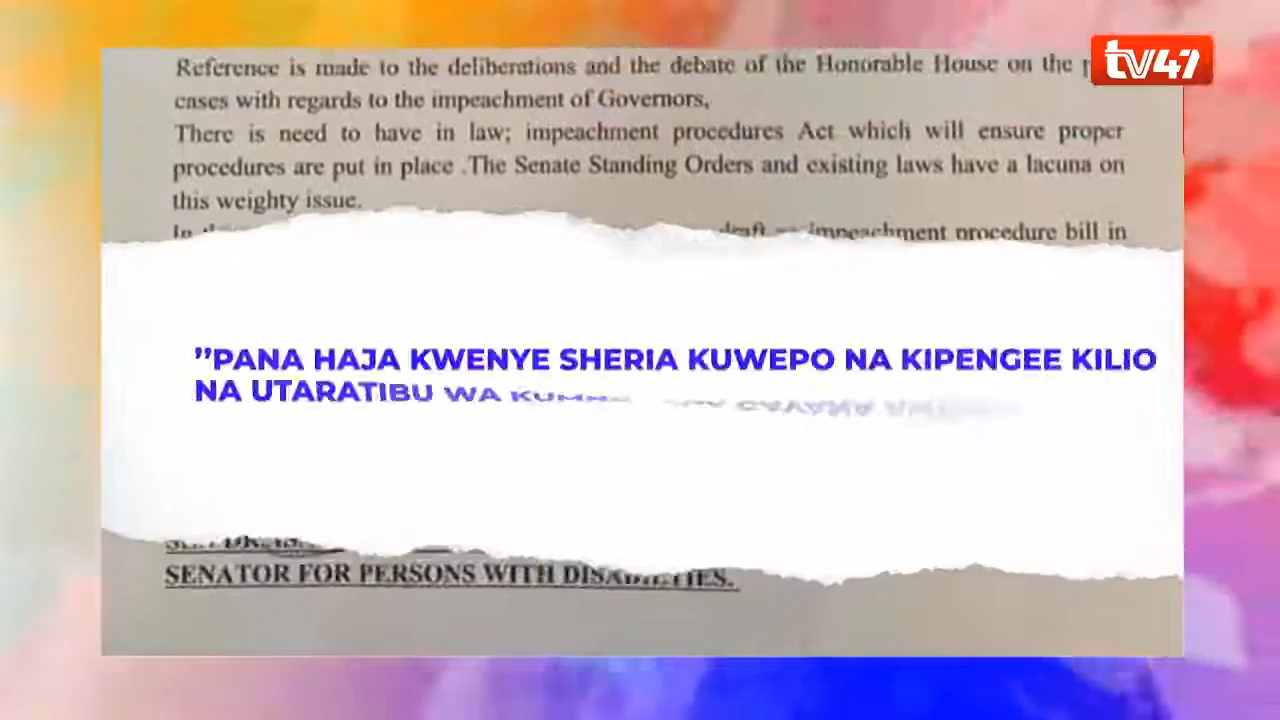 tv47
Reference is made to the deliberations and the debate of the Honorable House on the
cases with regards to the impeachment of Governors,
There is need to have in law; impeachment procedures Act which will ensure proper
procedures are put in place .The Senate Standing Orders and existing laws have a lacuna on
this weighty issue.
In impeachment procedure bill in
"PANA HAJA KWENYE SHERIA KUWEPO NA KIPENGEE KILIO
NA UTARATIBU WA
SENATOR FOR PERSONS WITH DISABILITIES.